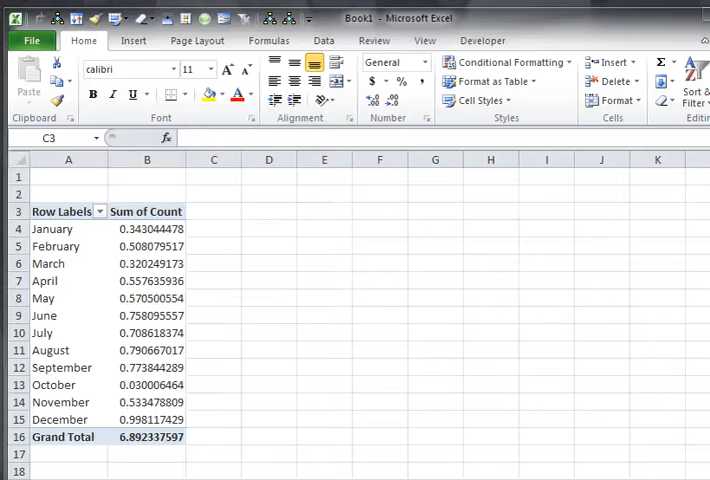 Book1 - Microsoft Excel
File Home Insert Page Layout Formulas Data Review View Developer
calibri 11 General Conditional Formatting Insert
Paste B I U $ % , Format as Table Delete Sort &
Cell Styles Format Filter
Clipboard Font Alignment Number Styles Cells Editin
C3 fx
A B C D E F G H I J K
1
2
3 Row Labels Sum of Count
4 January 0.343044478
5 February 0.508079517
6 March 0.320249173
7 April 0.557635936
8 May 0.570500554
9 June 0.758095557
10 July 0.708618374
11 August 0.790667017
12 September 0.773844289
13 October 0.030006464
14 November 0.533478809
15 December 0.998117429
16 Grand Total 6.892337597
17
18